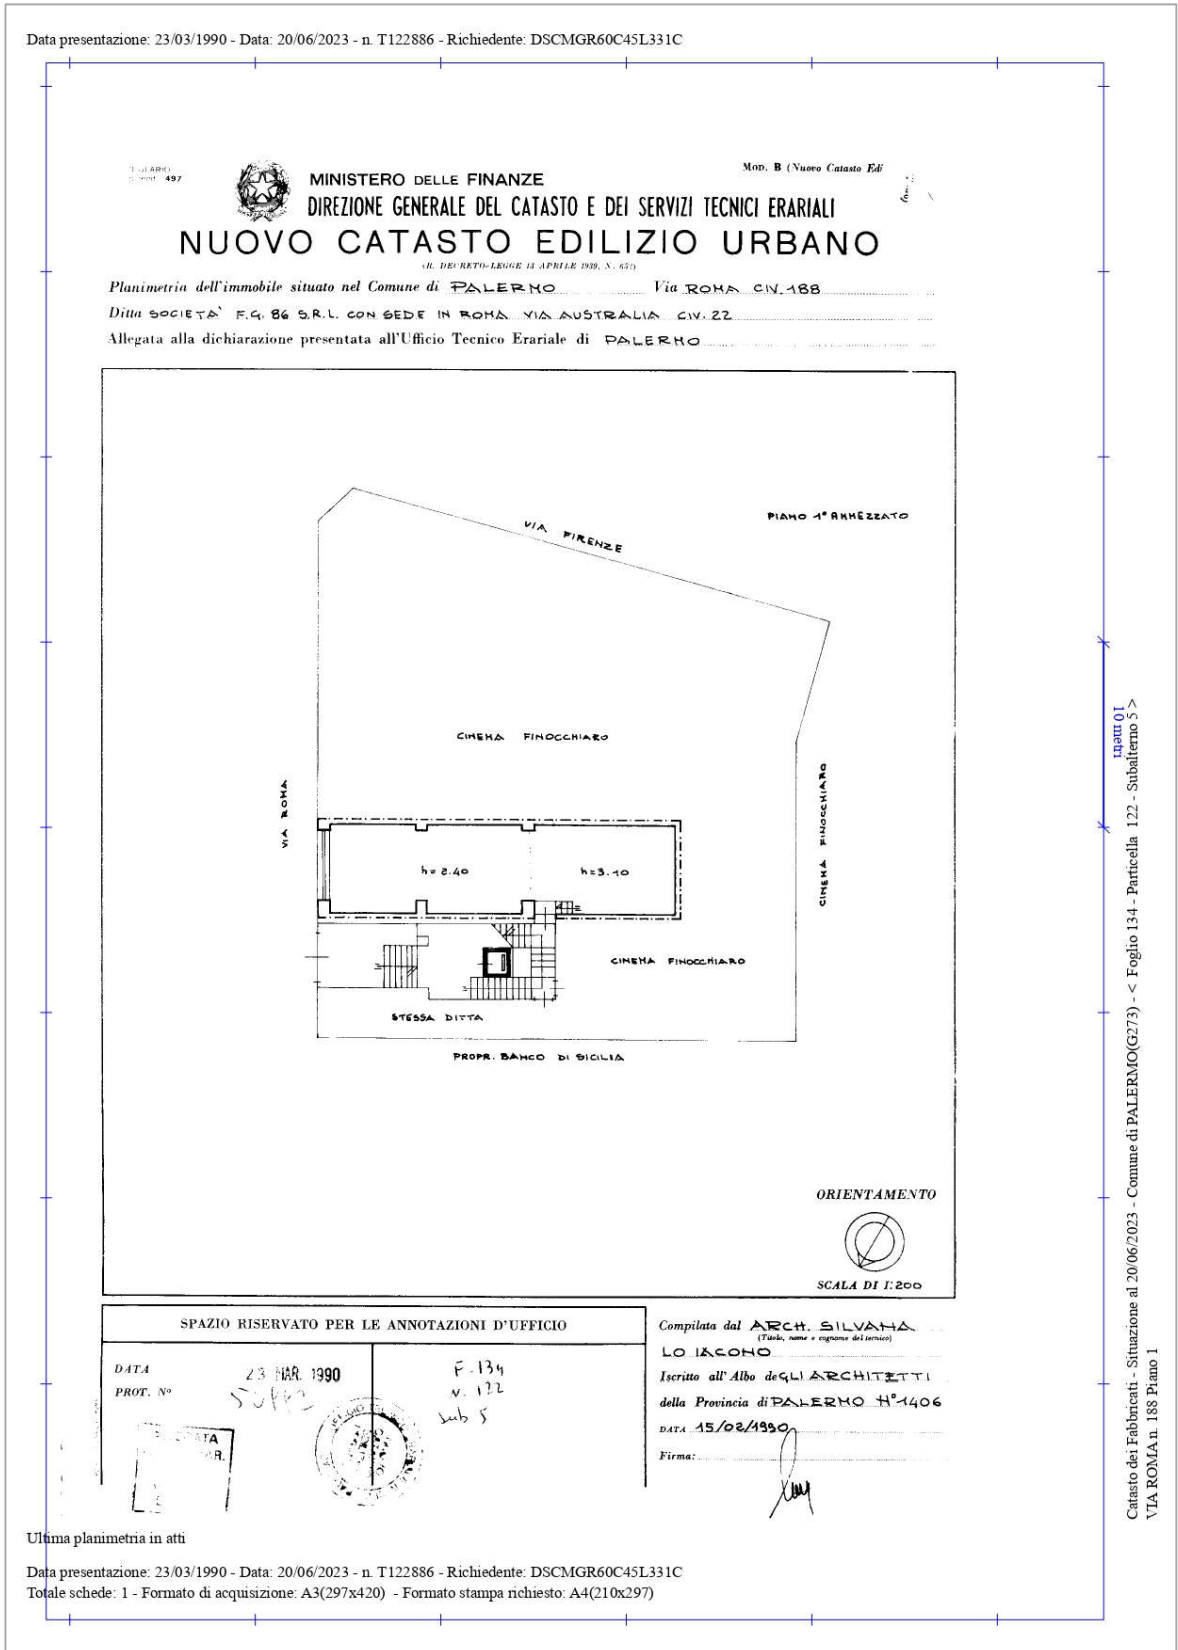 Data presentazione: 23/03/1990 - Data: 20/06/2023 - n. T122886 - Richiedente: DSCMGR60C45L331C
497
Mod. B (Nuovo Catasto Edi
MINISTERO DELLE FINANZE
DIREZIONE GENERALE DEL CATASTO E DEI SERVIZI TECNICI ERARIALI
NUOVO CATASTO EDILIZIO URBANO
(R. DECRETO-LEGGE 13 APRILE 1939, N. 652)
Planimetria dell'immobile situato nel Comune di PALERMO Via ROMA CIV. 188
Ditta SOCIETA' F.G. 86 S.R.L. CON SEDE IN ROMA VIA AUSTRALIA CIV. 22
Allegata alla dichiarazione presentata all'Ufficio Tecnico Erariale di PALERMO
PIANO 1° AMMEZZATO
VIA FIRENZE
CINEMA FINOCCHIARO
VIA ROMA
CINEMA FINOCCHIARO
h = 2.40
h = 3.10
CINEMA FINOCCHIARO
STESSA DITTA
PROPR. BANCO DI SICILIA
10 metri
ORIENTAMENTO
SCALA DI 1:200
SPAZIO RISERVATO PER LE ANNOTAZIONI D'UFFICIO
DATA 23 MAR. 1990
PROT. N°
F. 134
N. 122
sub 5
Compilata dal ARCH. SILVANA
(Titolo, nome e cognome del tecnico)
LO IACONO
Iscritto all'Albo deGLI ARCHITETTI
della Provincia di PALERMO N° 1406
DATA 15/02/1990
Firma:
Catasto dei Fabbricati - Situazione al 20/06/2023 - Comune di PALERMO(G273) - < Foglio 134 - Particella 122 - Subalterno 5 >
VIA ROMA n. 188 Piano 1
Ultima planimetria in atti
Data presentazione: 23/03/1990 - Data: 20/06/2023 - n. T122886 - Richiedente: DSCMGR60C45L331C
Totale schede: 1 - Formato di acquisizione: A3(297x420) - Formato stampa richiesto: A4(210x297)